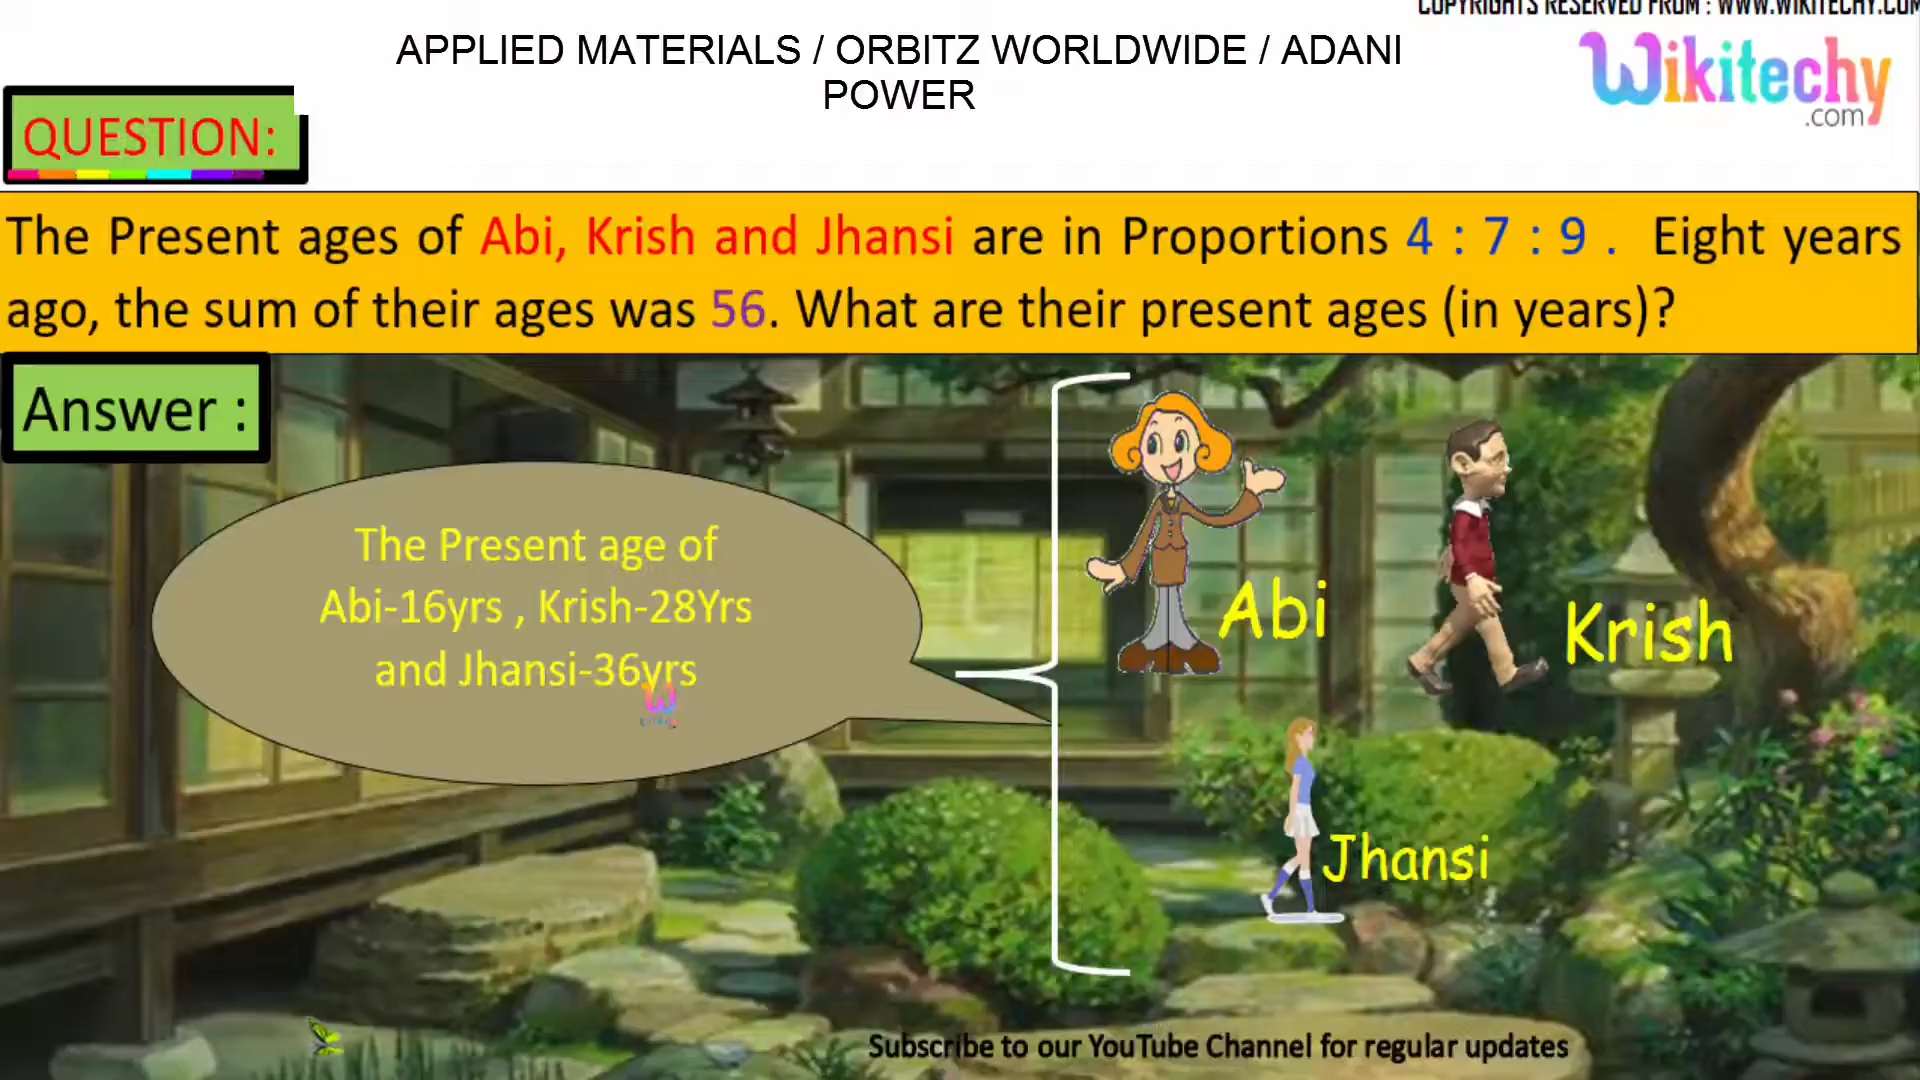 COPYRIGHTS RESERVED FROM : WWW.WIKITECHY.COM
APPLIED MATERIALS / ORBITZ WORLDWIDE / ADANI
POWER
Wikitechy
.com
QUESTION:
The Present ages of Abi, Krish and Jhansi are in Proportions 4 : 7 : 9 . Eight years
ago, the sum of their ages was 56. What are their present ages (in years)?
Answer :
The Present age of
Abi-16yrs , Krish-28Yrs
and Jhansi-36yrs
Abi
Krish
Jhansi
Subscribe to our YouTube Channel for regular updates